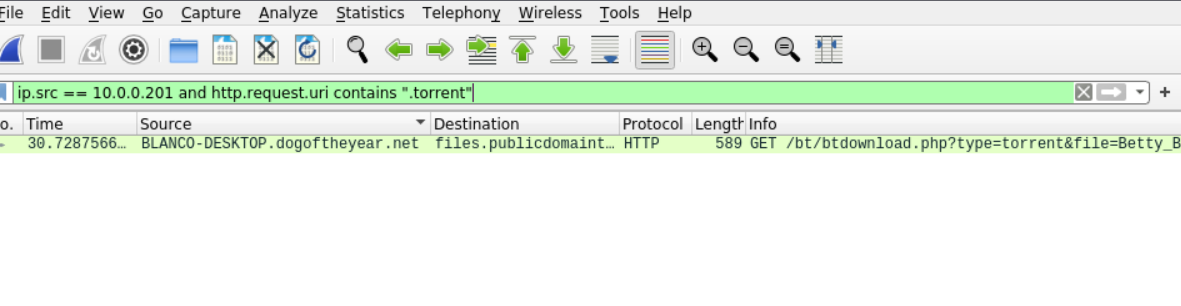 File Edit View Go Capture Analyze Statistics Telephony Wireless Tools Help
ip.src == 10.0.0.201 and http.request.uri contains ".torrent"
o. Time Source Destination Protocol Length Info
30.7287566… BLANCO-DESKTOP.dogoftheyear.net files.publicdomaint… HTTP 589 GET /bt/btdownload.php?type=torrent&file=Betty_B